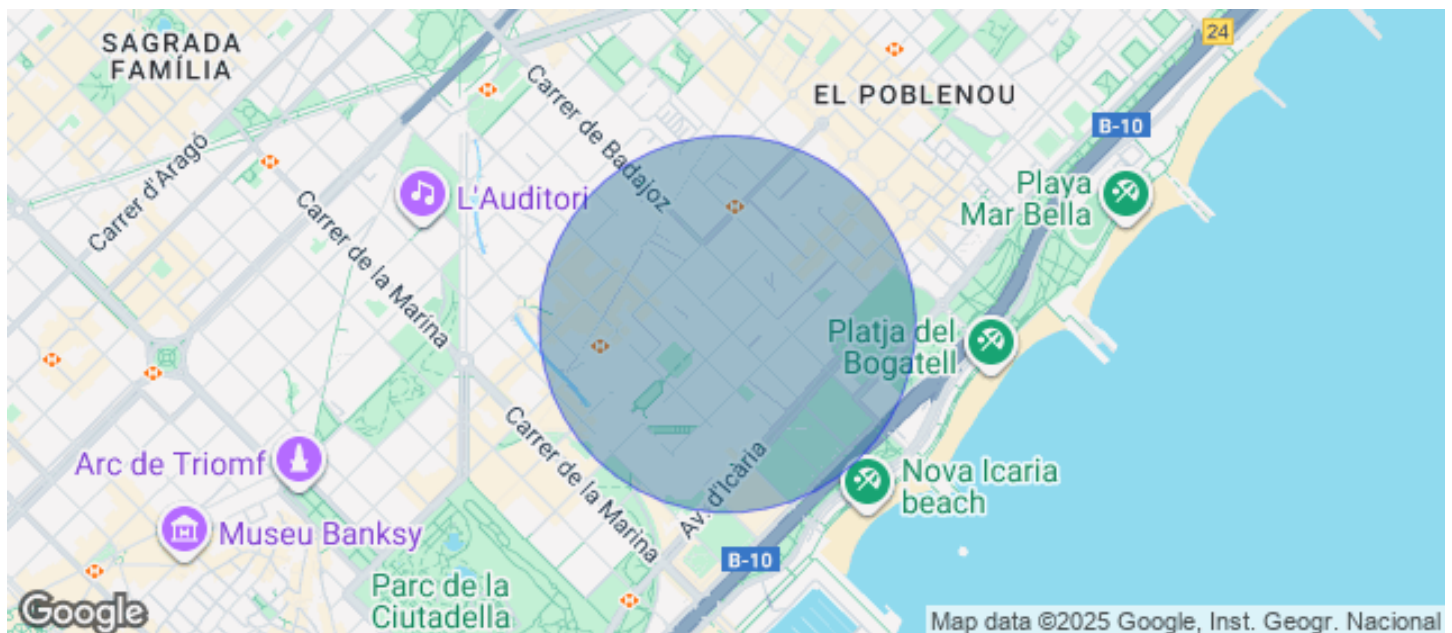 SAGRADA
FAMÍLIA
Carrer de Badajoz
EL POBLENOU
24
B-10
Carrer d'Aragó
L'Auditori
Playa
Mar Bella
Carrer de la Marina
Platja del
Bogatell
Arc de Triomf
Carrer de la Marina
Av. d'Icària
Nova Icaria
beach
Museu Banksy
B-10
Parc de la
Ciutadella
Google
Map data ©2025 Google, Inst. Geogr. Nacional